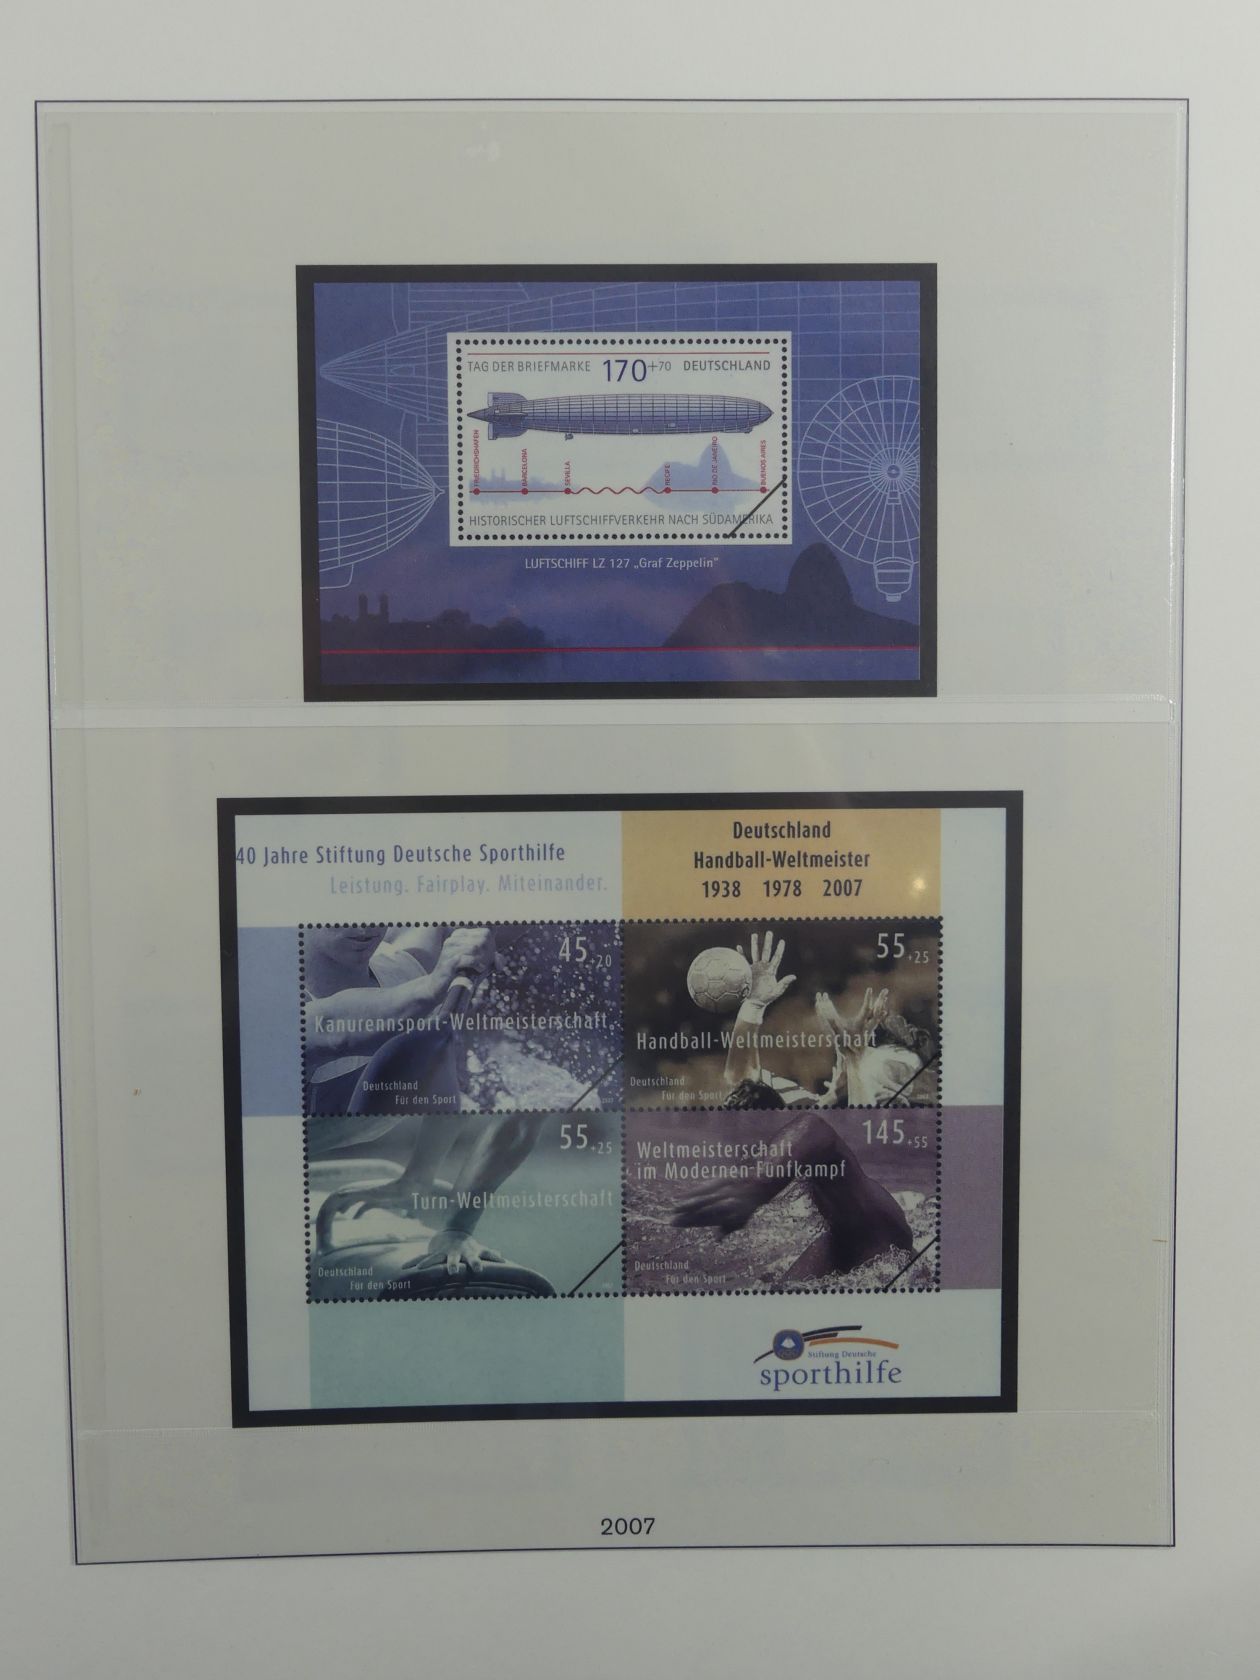 TAG DER BRIEFMARKE 170+70 DEUTSCHLAND
FRIEDRICHSHAFEN
BARCELONA
SEVILLA
RECIFE
RIO DE JANEIRO
BUENOS AIRES
HISTORISCHER LUFTSCHIFFVERKEHR NACH SÜDAMERIKA
LUFTSCHIFF LZ 127 „Graf Zeppelin"
40 Jahre Stiftung Deutsche Sporthilfe
Leistung. Fairplay. Miteinander.
Deutschland
Handball-Weltmeister
1938 1978 2007
45+20
Kanurennsport-Weltmeisterschaft
Deutschland
Für den Sport
2007
55+25
Handball-Weltmeisterschaft
Deutschland
Für den Sport
2007
55+25
Turn-Weltmeisterschaft
Deutschland
Für den Sport
2007
145+55
Weltmeisterschaft
im Modernen Fünfkampf
Deutschland
Für den Sport
2007
Stiftung Deutsche
sporthilfe
2007